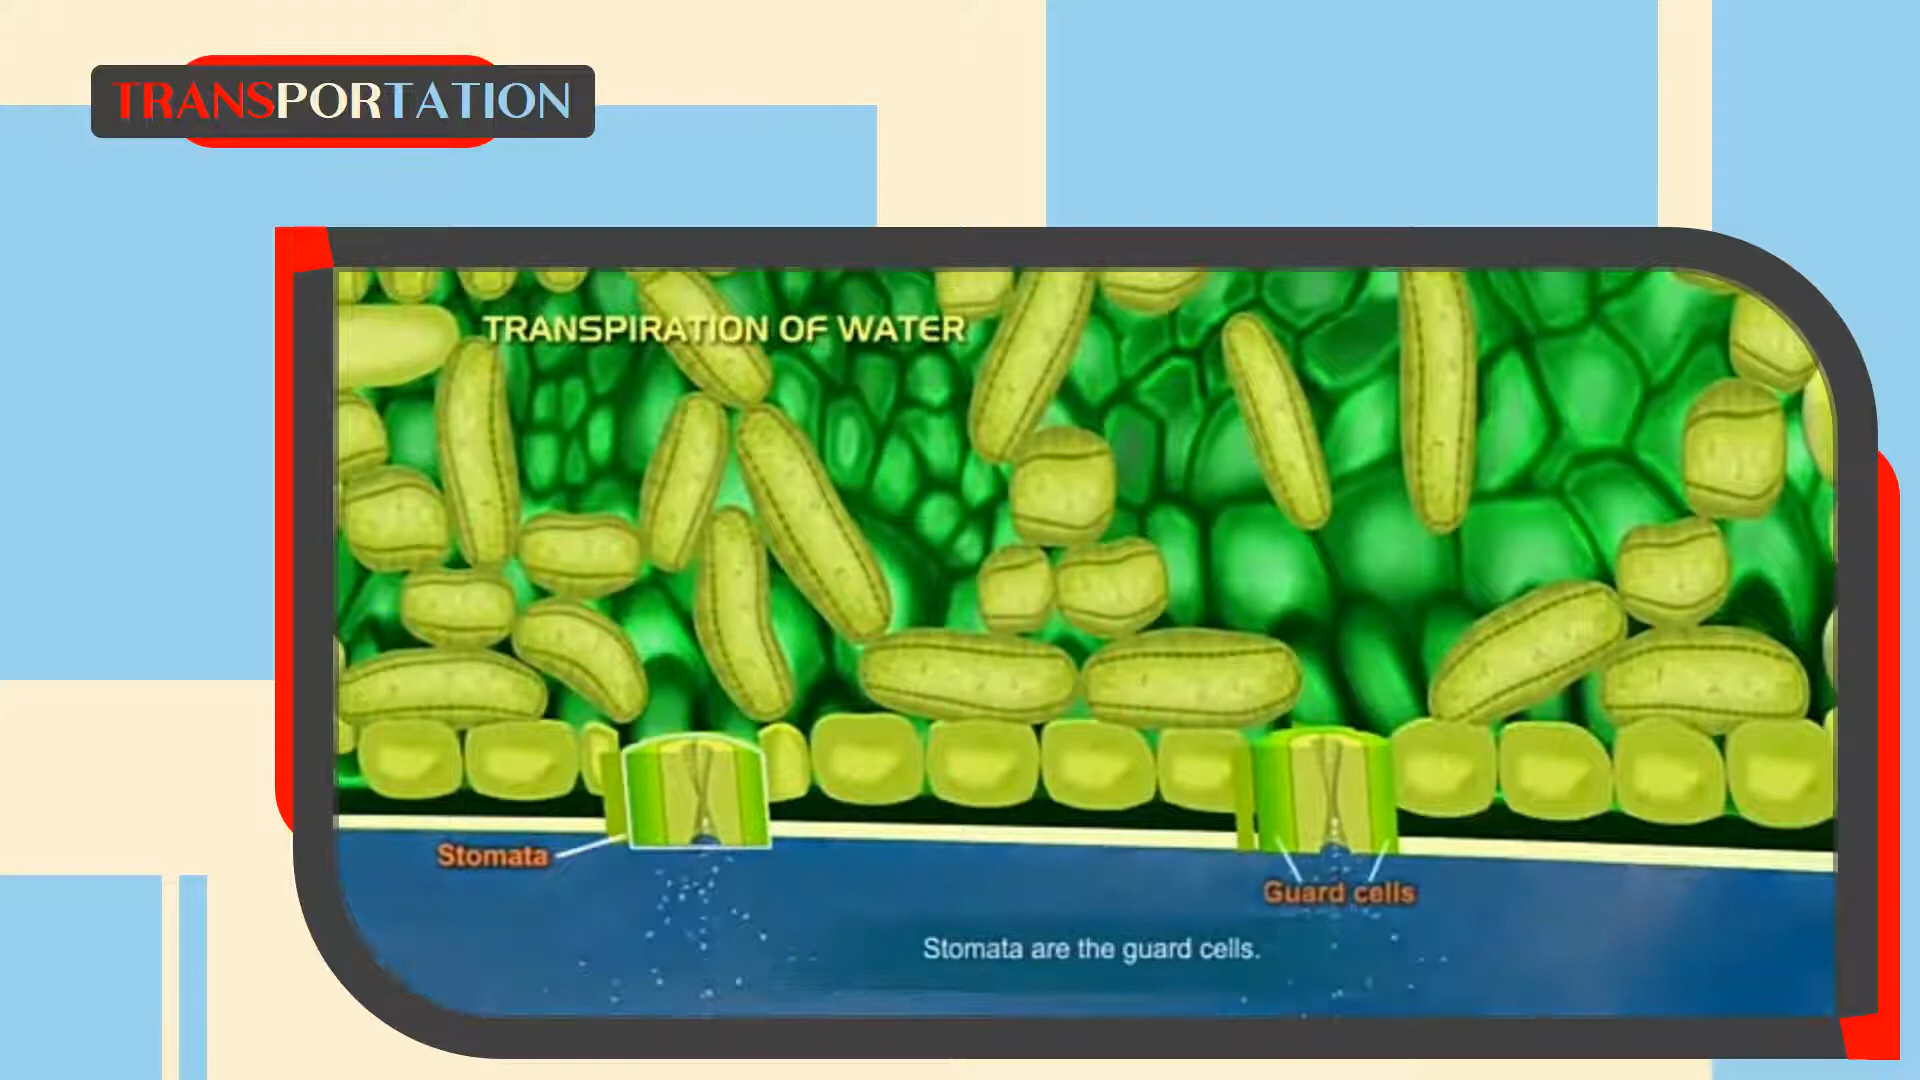 TRANSPORTATION
TRANSPIRATION OF WATER
Stomata
Guard cells
Stomata are the guard cells.